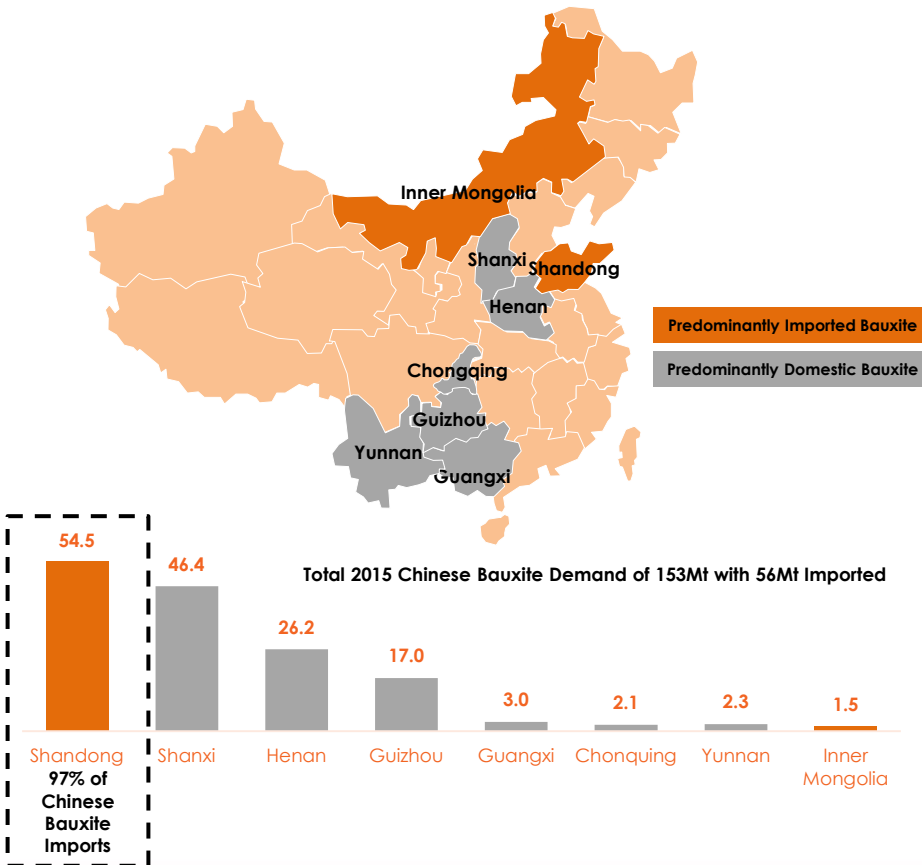 Inner Mongolia
Shanxi
Shandong
Henan
Predominantly Imported Bauxite
Predominantly Domestic Bauxite
Chongqing
Guizhou
Yunnan
Guangxi
Total 2015 Chinese Bauxite Demand of 153Mt with 56Mt Imported
54.5
46.4
26.2
17.0
3.0
2.1
2.3
1.5
Shandong
Shanxi
Henan
Guizhou
Guangxi
Chonquing
Yunnan
Inner
Mongolia
97% of
Chinese
Bauxite
Imports